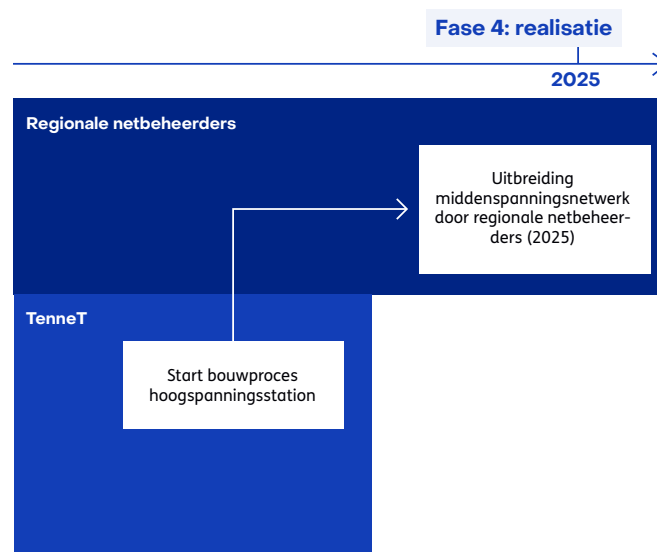 Fase 4: realisatie
2025
Regionale netbeheerders
Uitbreiding
middenspanningsnetwerk
door regionale netbeheer-
ders (2025)
TenneT
Start bouwproces
hoogspanningsstation